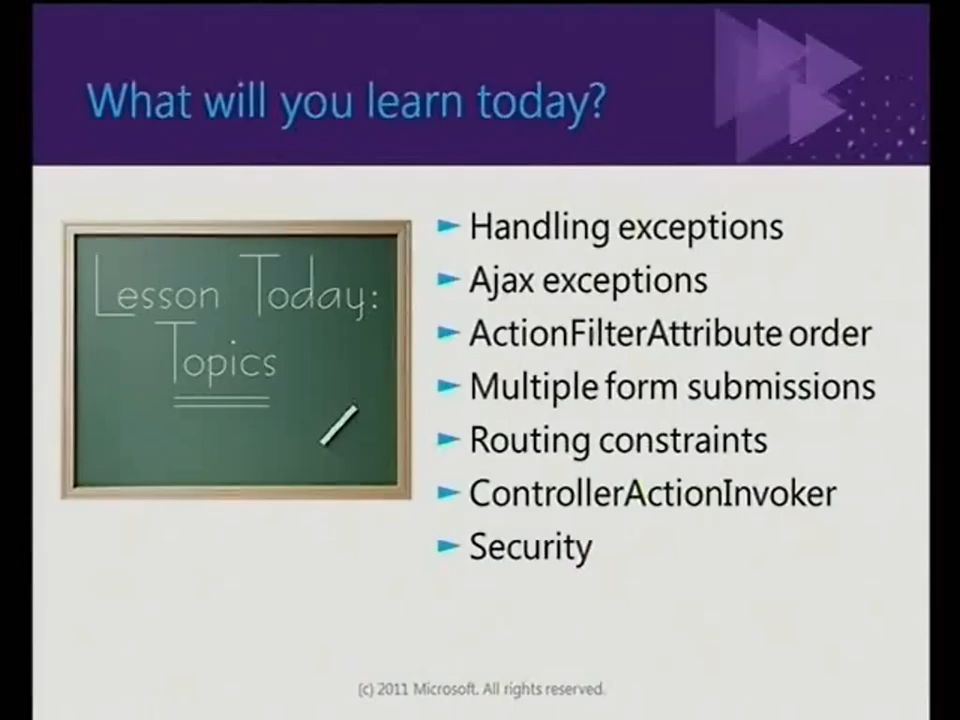 What will you learn today?
Lesson Today:
Topics
Handling exceptions
Ajax exceptions
ActionFilterAttribute order
Multiple form submissions
Routing constraints
ControllerActionInvoker
Security
(c) 2011 Microsoft. All rights reserved.